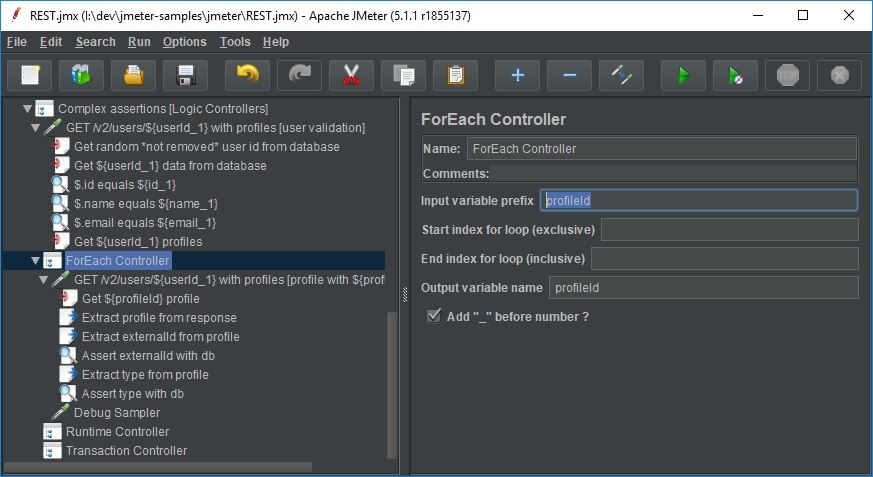 REST.jmx (I:\dev\jmeter-samples\jmeter\REST.jmx) - Apache JMeter (5.1.1 r1855137)
File Edit Search Run Options Tools Help
STOP
Complex assertions [Logic Controllers]
GET /v2/users/${userId_1} with profiles [user validation]
Get random *not removed* user id from database
Get ${userId_1} data from database
$.id equals ${id_1}
$.name equals ${name_1}
$.email equals ${email_1}
Get ${userId_1} profiles
ForEach Controller
GET /v2/users/${userId_1} with profiles [profile with ${prof
Get ${profileId} profile
Extract profile from response
Extract externalId from profile
Assert externalId with db
Extract type from profile
Assert type with db
Debug Sampler
Runtime Controller
Transaction Controller
ForEach Controller
Name: ForEach Controller
Comments:
Input variable prefix profileId
Start index for loop (exclusive)
End index for loop (inclusive)
Output variable name profileId
Add "_" before number ?